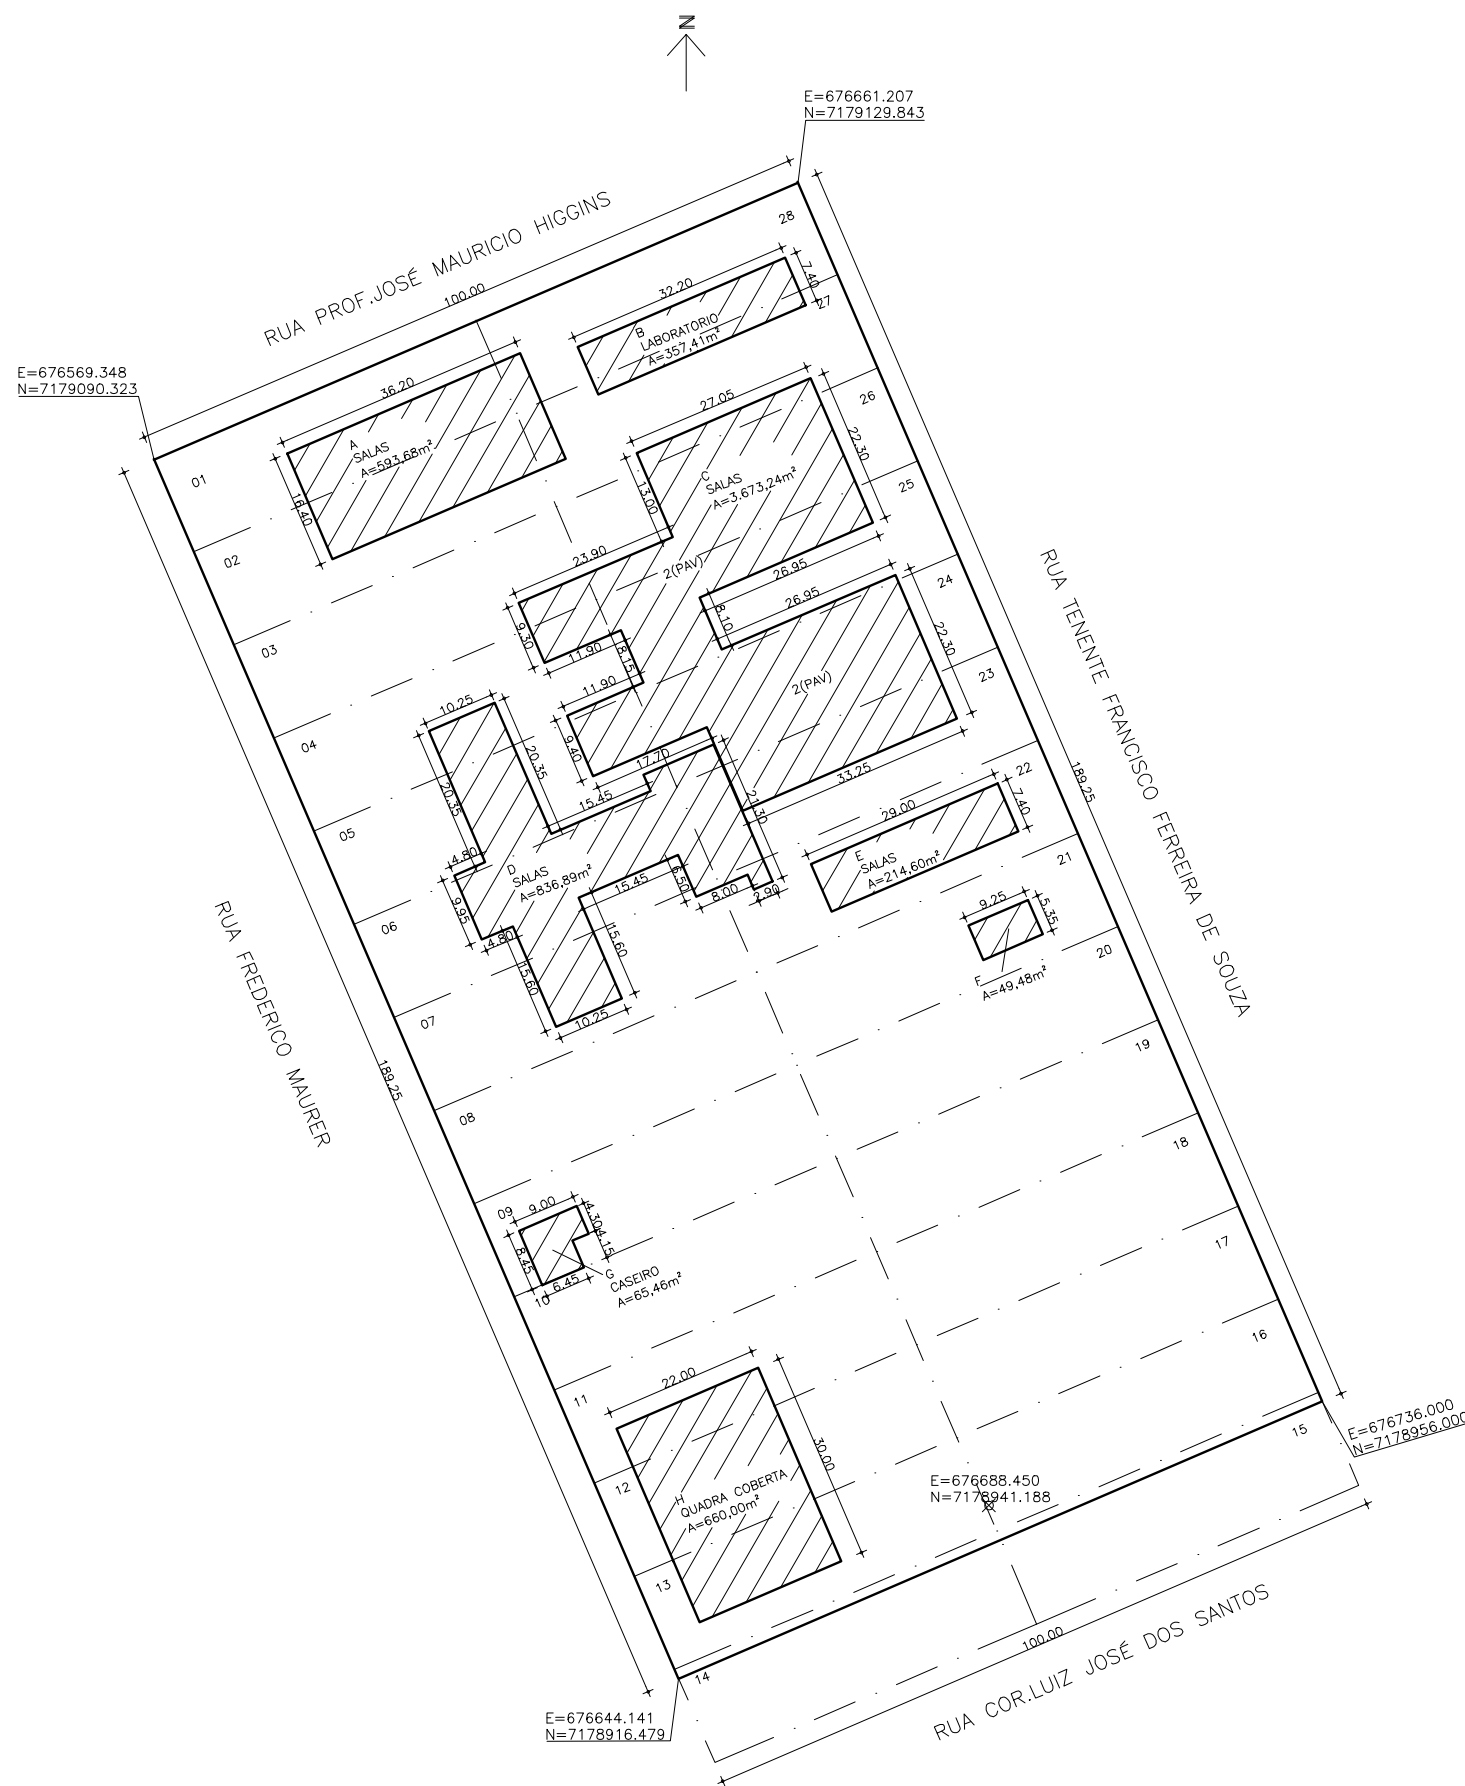 N
E=676661.207
N=7179129.843
RUA PROF.JOSÉ MAURICIO HIGGINS
100.00
28
32.20
7.40
27
B
LABORATORIO
A=357,41m²
E=676569.348
N=7179090.323
36.20
A
SALAS
A=593,68m²
16.40
01
02
03
04
05
06
07
08
27.05
26
22.30
13.00
C
SALAS
A=3.673,24m²
25
2(PAV)
23.90
26.95
26.95
24
8.10
9.30
11.90
8.15
11.90
22.30
23
2(PAV)
9.40
17.70
33.25
10.25
20.35
20.35
15.45
21.30
22
29.00
7.40
E
SALAS
A=214,60m²
21
4.80
D
SALAS
A=836,89m²
9.95
15.45
6.50
8.00
2.90
4.80
15.60
15.60
10.25
9.25
5.35
F
A=49,48m²
20
RUA TENENTE FRANCISCO FERREIRA DE SOUZA
189.25
RUA FREDERICO MAURER
189.25
19
18
17
16
15
09
9.00
4.30
4.15
8.45
6.45
10
G
CASEIRO
A=65,46m²
11
22.00
30.00
12
H
QUADRA COBERTA
A=660,00m²
13
14
E=676688.450
N=7178941.188
E=676736.000
N=7178956.000
100.00
RUA COR.LUIZ JOSÉ DOS SANTOS
E=676644.141
N=7178916.479